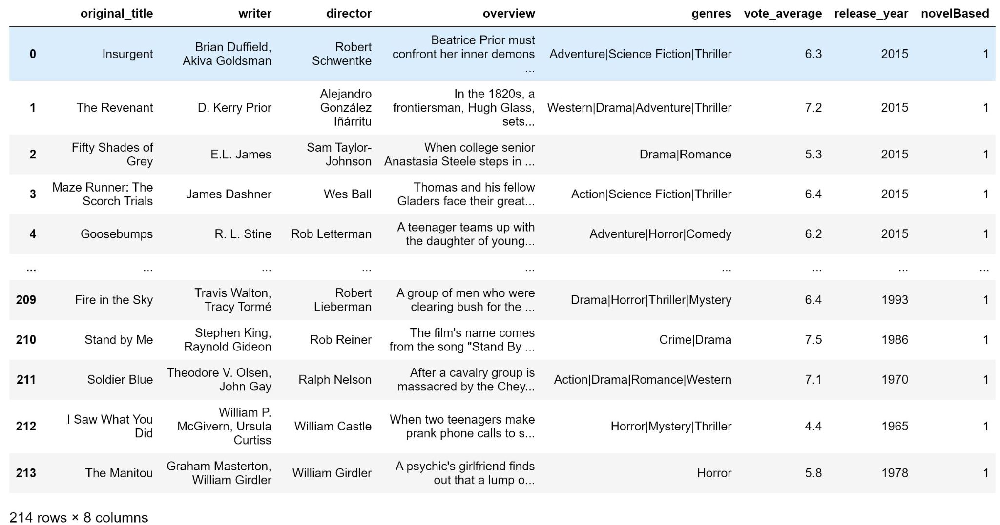 original_title writer director overview genres vote_average release_year novelBased
0 Insurgent Brian Duffield, Akiva Goldsman Robert Schwentke Beatrice Prior must confront her inner demons ... Adventure|Science Fiction|Thriller 6.3 2015 1
1 The Revenant D. Kerry Prior Alejandro González Iñárritu In the 1820s, a frontiersman, Hugh Glass, sets... Western|Drama|Adventure|Thriller 7.2 2015 1
2 Fifty Shades of Grey E.L. James Sam Taylor-Johnson When college senior Anastasia Steele steps in ... Drama|Romance 5.3 2015 1
3 Maze Runner: The Scorch Trials James Dashner Wes Ball Thomas and his fellow Gladers face their great... Action|Science Fiction|Thriller 6.4 2015 1
4 Goosebumps R. L. Stine Rob Letterman A teenager teams up with the daughter of young... Adventure|Horror|Comedy 6.2 2015 1
... ... ... ... ... ... ... ... ...
209 Fire in the Sky Travis Walton, Tracy Tormé Robert Lieberman A group of men who were clearing bush for the ... Drama|Horror|Thriller|Mystery 6.4 1993 1
210 Stand by Me Stephen King, Raynold Gideon Rob Reiner The film's name comes from the song "Stand By ... Crime|Drama 7.5 1986 1
211 Soldier Blue Theodore V. Olsen, John Gay Ralph Nelson After a cavalry group is massacred by the Chey... Action|Drama|Romance|Western 7.1 1970 1
212 I Saw What You Did William P. McGivern, Ursula Curtiss William Castle When two teenagers make prank phone calls to s... Horror|Mystery|Thriller 4.4 1965 1
213 The Manitou Graham Masterton, William Girdler William Girdler A psychic's girlfriend finds out that a lump o... Horror 5.8 1978 1
214 rows × 8 columns